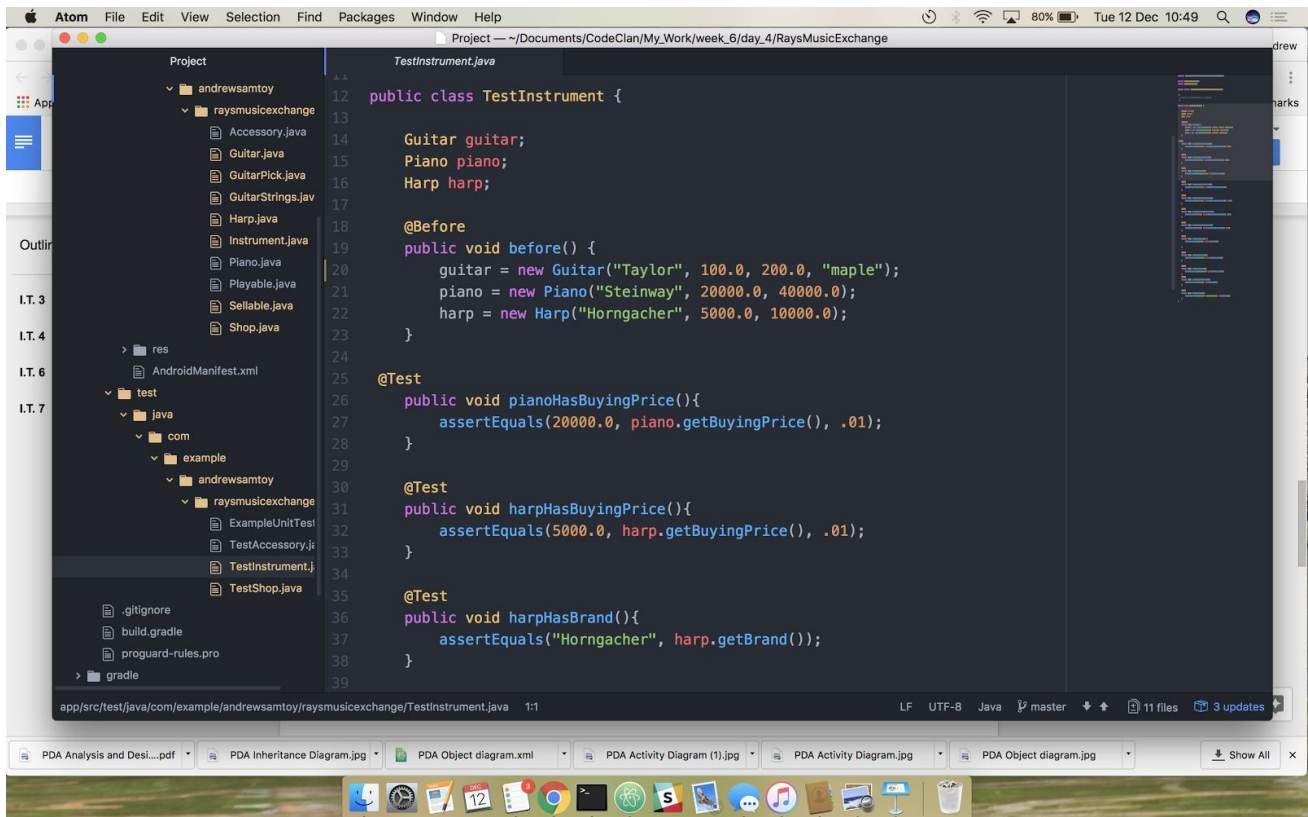 Atom File Edit View Selection Find Packages Window Help 80% Tue 12 Dec 10:49
Project — ~/Documents/CodeClan/My_Work/week_6/day_4/RaysMusicExchange
drew
App
arks
Outlin
I.T. 3
I.T. 4
I.T. 6
I.T. 7
Project
andrewsamtoy
raysmusicexchange
Accessory.java
Guitar.java
GuitarPick.java
GuitarStrings.jav
Harp.java
Instrument.java
Piano.java
Playable.java
Sellable.java
Shop.java
res
AndroidManifest.xml
test
java
com
example
andrewsamtoy
raysmusicexchange
ExampleUnitTest
TestAccessory.ja
TestInstrument.j
TestShop.java
.gitignore
build.gradle
proguard-rules.pro
gradle
TestInstrument.java
11
12 public class TestInstrument {
13
14 Guitar guitar;
15 Piano piano;
16 Harp harp;
17
18 @Before
19 public void before() {
20 guitar = new Guitar("Taylor", 100.0, 200.0, "maple");
21 piano = new Piano("Steinway", 20000.0, 40000.0);
22 harp = new Harp("Horngacher", 5000.0, 10000.0);
23 }
24
25 @Test
26 public void pianoHasBuyingPrice(){
27 assertEquals(20000.0, piano.getBuyingPrice(), .01);
28 }
29
30 @Test
31 public void harpHasBuyingPrice(){
32 assertEquals(5000.0, harp.getBuyingPrice(), .01);
33 }
34
35 @Test
36 public void harpHasBrand(){
37 assertEquals("Horngacher", harp.getBrand());
38 }
39
app/src/test/java/com/example/andrewsamtoy/raysmusicexchange/TestInstrument.java 1:1 LF UTF-8 Java master 11 files 3 updates
PDA Analysis and Desi....pdf PDA Inheritance Diagram.jpg PDA Object diagram.xml PDA Activity Diagram (1).jpg PDA Activity Diagram.jpg PDA Object diagram.jpg Show All
DEC 12 3 S